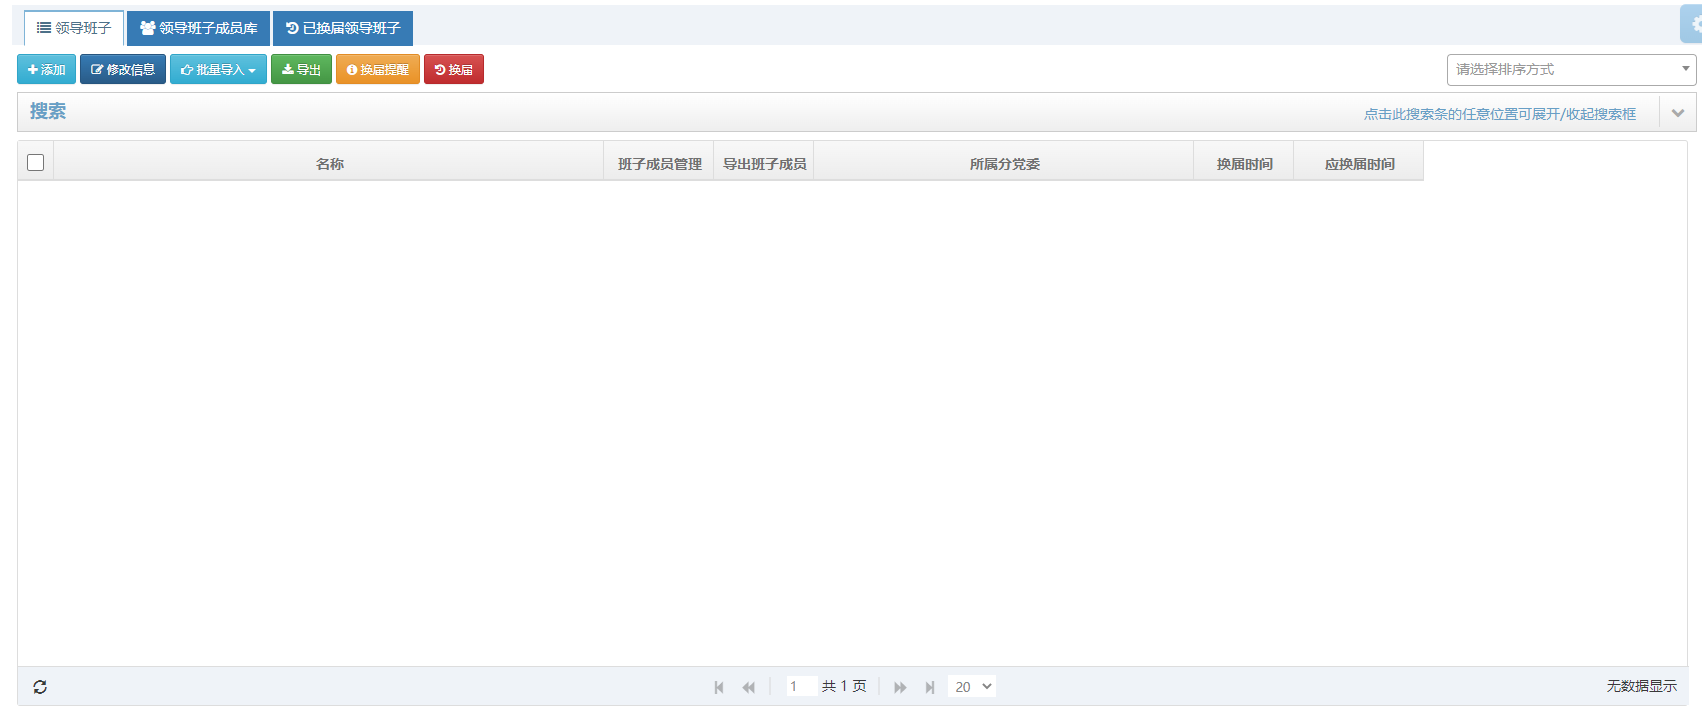 领导班子 领导班子成员库 已换届领导班子
添加 修改信息 批量导入 导出 换届提醒 换届 请选择排序方式
搜索 点击此搜索条的任意位置可展开/收起搜索框
名称 班子成员管理 导出班子成员 所属分党委 换届时间 应换届时间
1 共 1 页 20 无数据显示